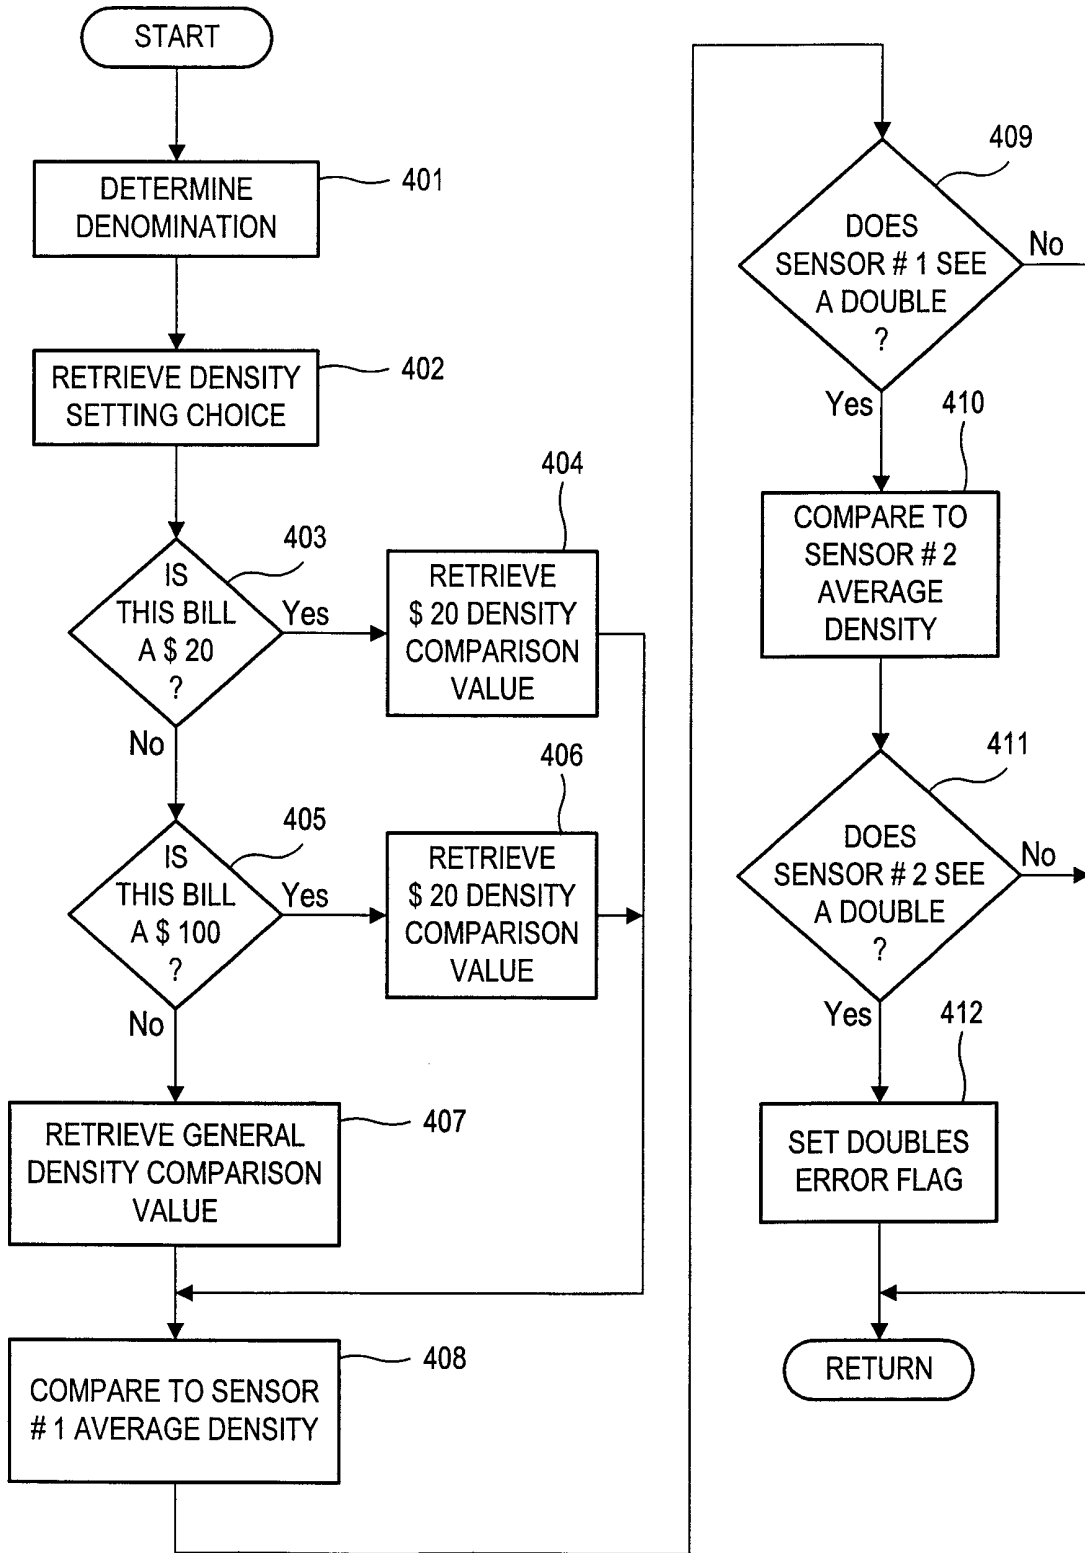 START
DETERMINE
DENOMINATION
401
RETRIEVE DENSITY
SETTING CHOICE
402
IS
THIS BILL
A $ 20
?
403
Yes
No
RETRIEVE
$ 20 DENSITY
COMPARISON
VALUE
404
IS
THIS BILL
A $ 100
?
405
Yes
No
RETRIEVE
$ 20 DENSITY
COMPARISON
VALUE
406
RETRIEVE GENERAL
DENSITY COMPARISON
VALUE
407
COMPARE TO SENSOR
# 1 AVERAGE DENSITY
408
DOES
SENSOR # 1 SEE
A DOUBLE
?
409
No
Yes
COMPARE TO
SENSOR # 2
AVERAGE
DENSITY
410
DOES
SENSOR # 2 SEE
A DOUBLE
?
411
No
Yes
SET DOUBLES
ERROR FLAG
412
RETURN